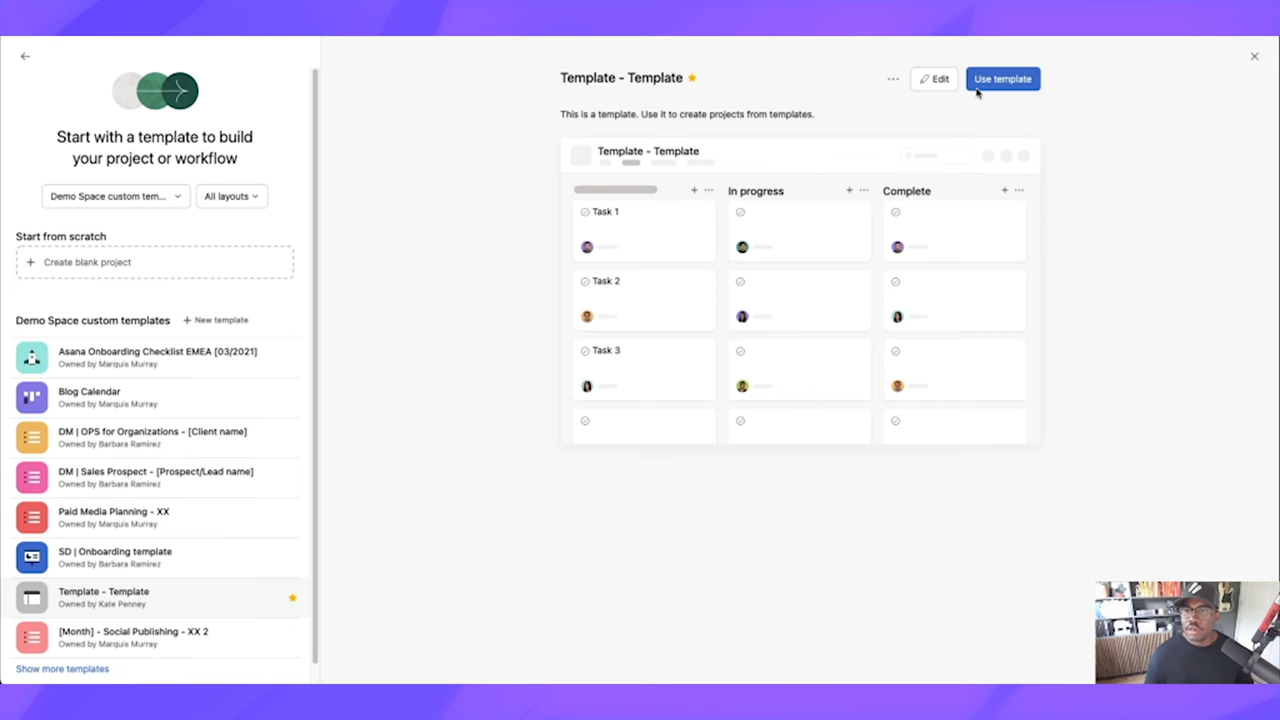 Start with a template to build
your project or workflow
Demo Space custom tem...
All layouts
Start from scratch
+ Create blank project
Demo Space custom templates
+ New template
Asana Onboarding Checklist EMEA [03/2021]
Owned by Marquis Murray
Blog Calendar
Owned by Marquis Murray
DM | OPS for Organizations - [Client name]
Owned by Barbara Ramirez
DM | Sales Prospect - [Prospect/Lead name]
Owned by Barbara Ramirez
Paid Media Planning - XX
Owned by Marquis Murray
SD | Onboarding template
Owned by Barbara Ramirez
Template - Template
Owned by Kate Penney
[Month] - Social Publishing - XX 2
Owned by Marquis Murray
Show more templates
Template - Template
... Edit Use template
This is a template. Use it to create projects from templates.
Template - Template
+ ... In progress + ... Complete + ...
Task 1
Task 2
Task 3